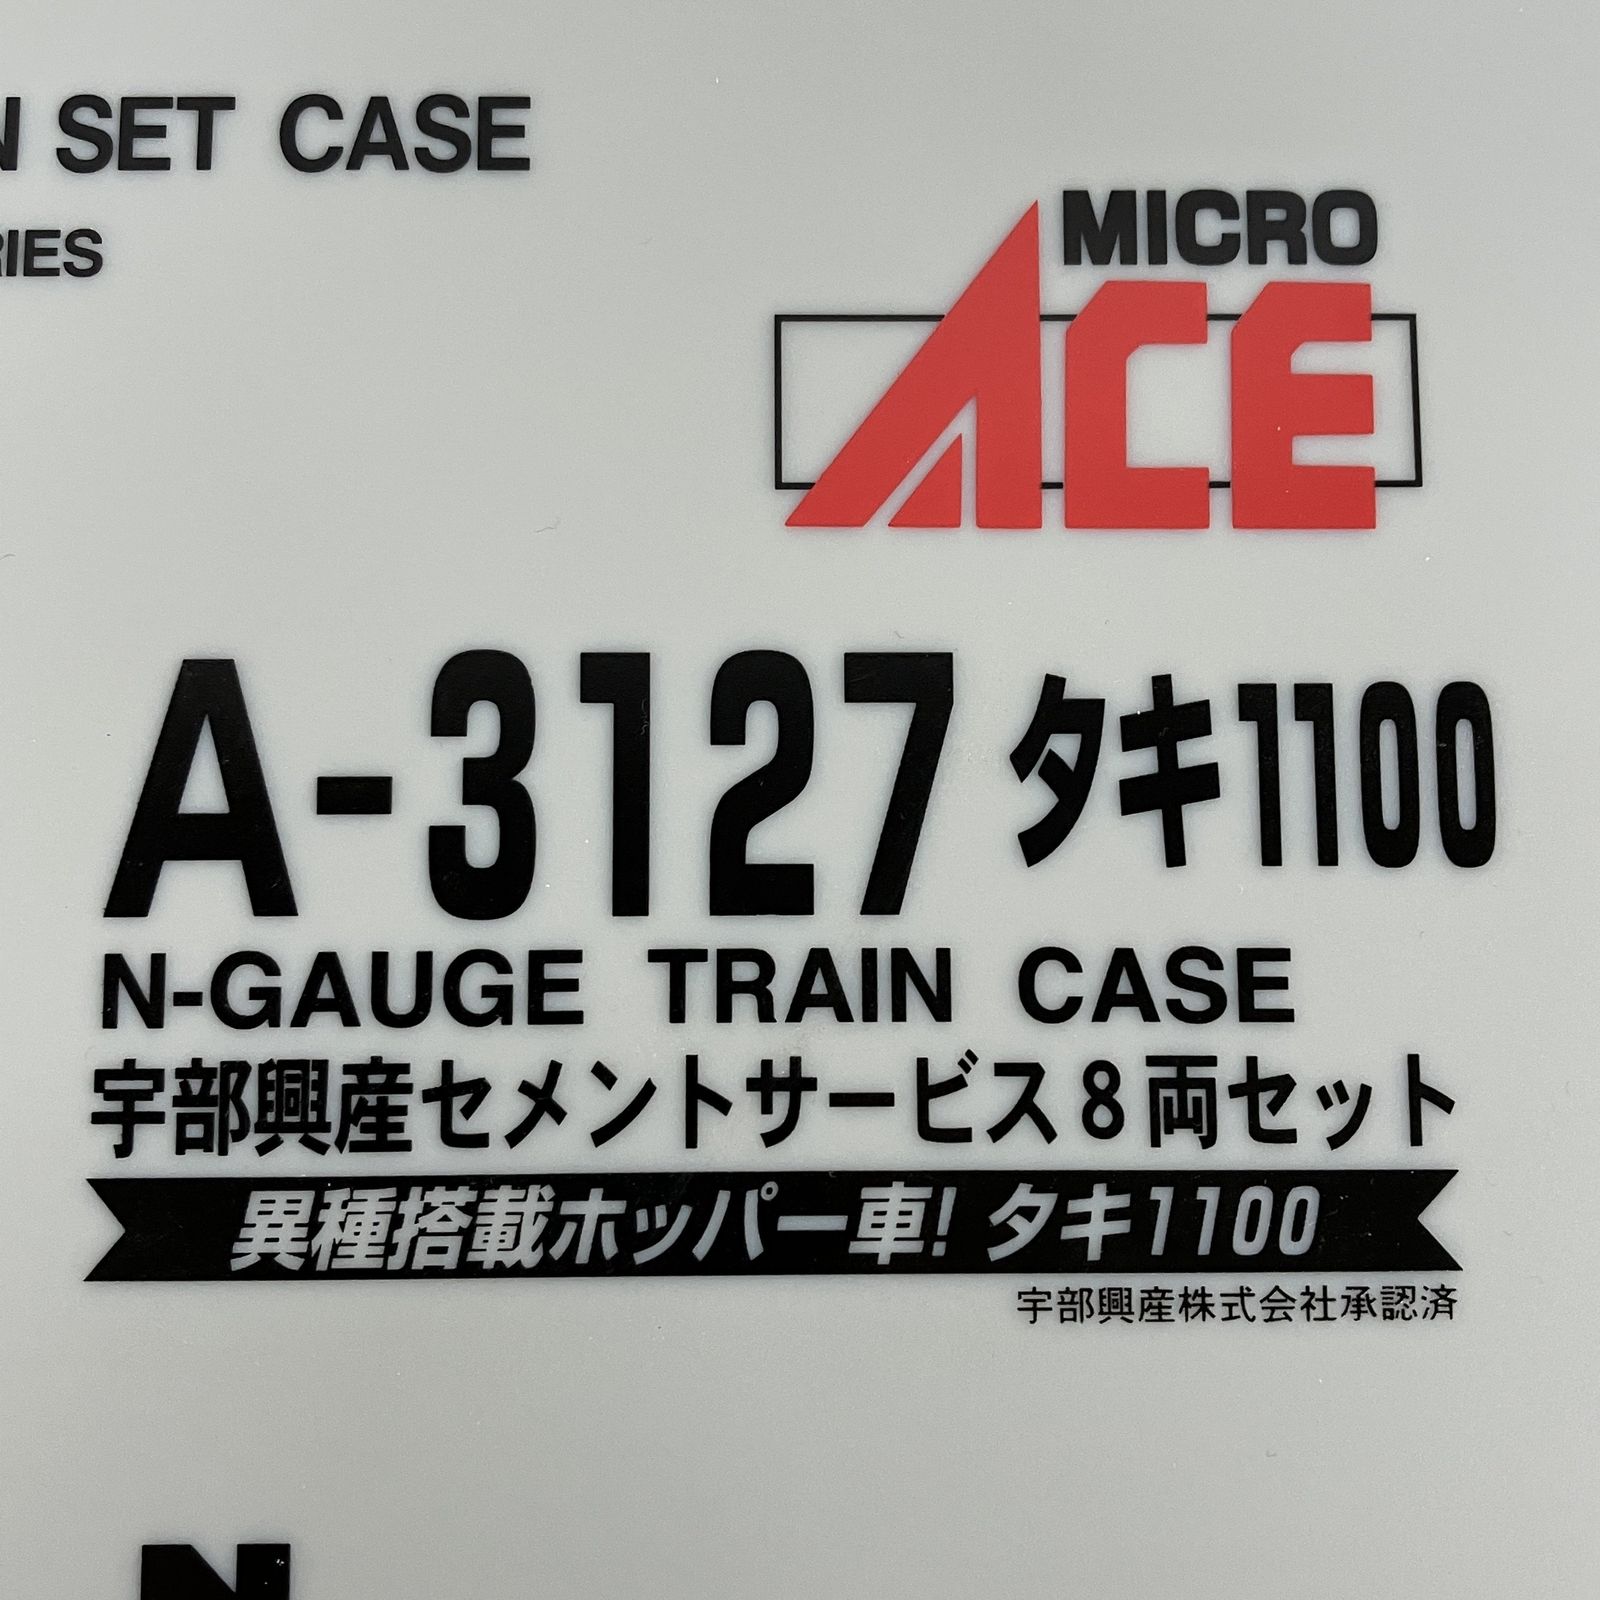 SET CASE
MICRO
ACE
A-3127 タキ1100
N-GAUGE TRAIN CASE
宇部興産セメントサービス8両セット
異種搭載ホッパー車! タキ1100
宇部興産株式会社承認済
N